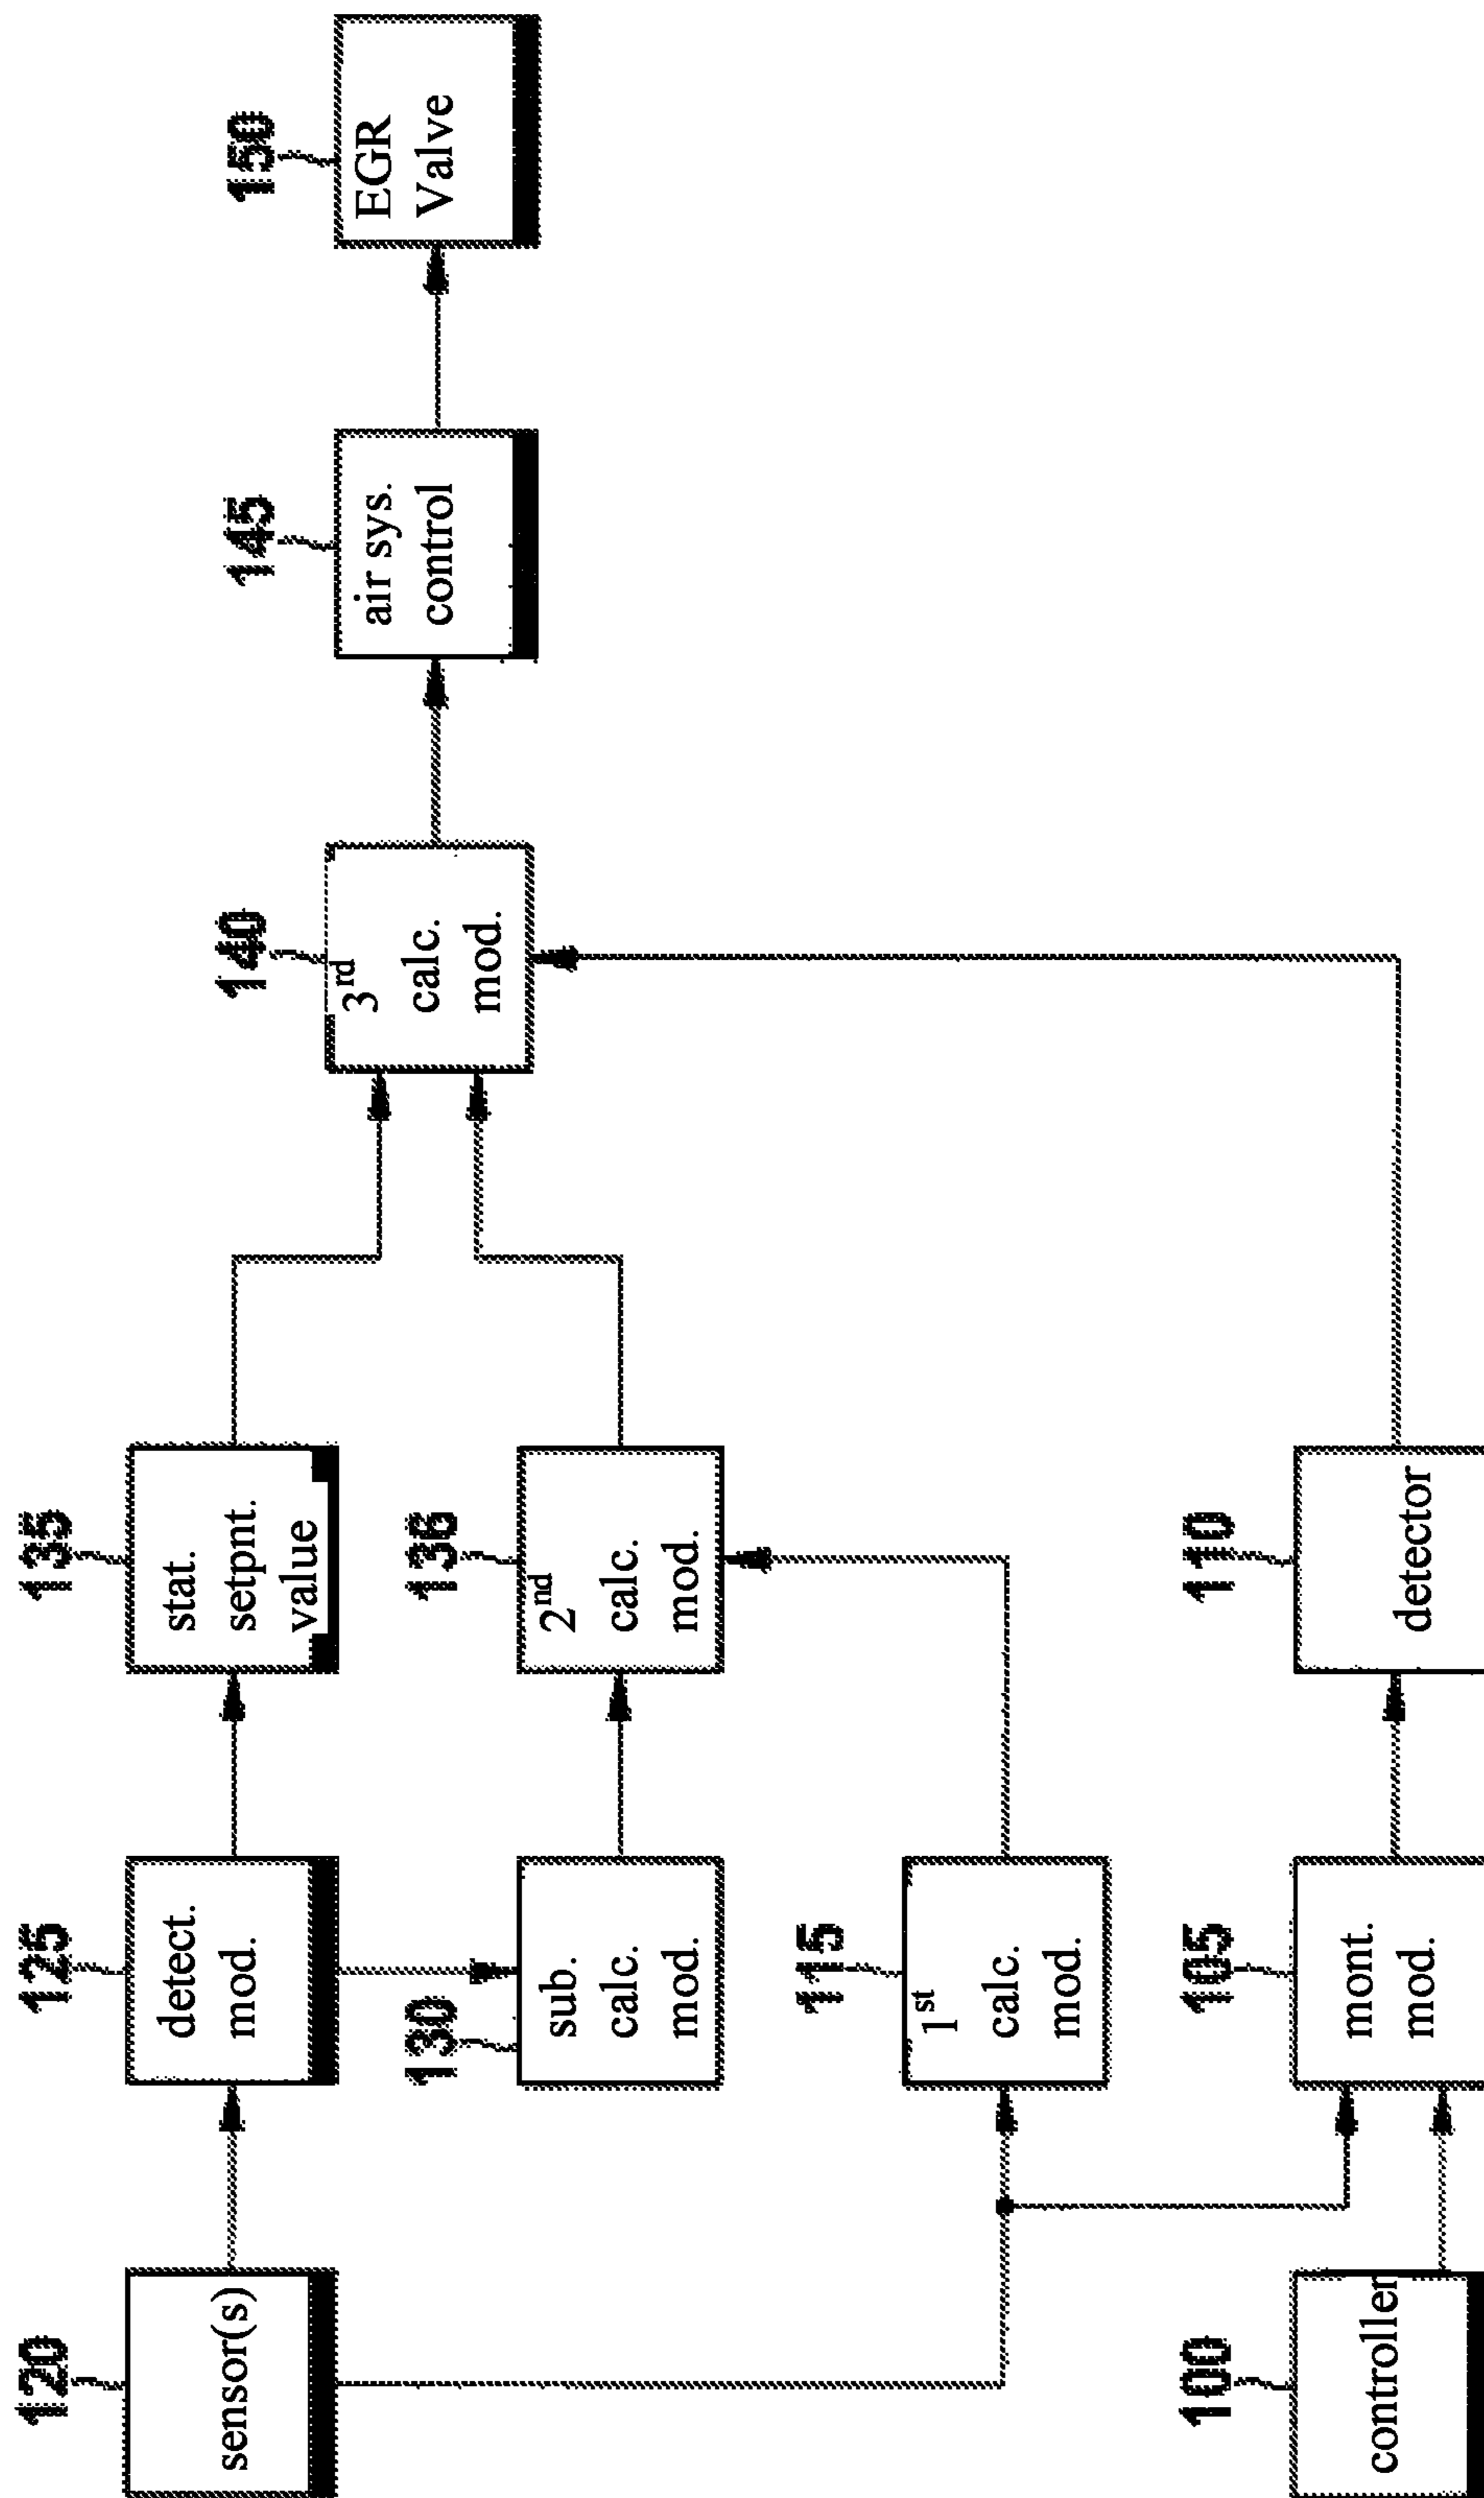 120
sensor(s)
125
detect.
mod.
135
stat.
setpnt.
value
140
3rd
calc.
mod.
145
air sys.
control
150
EGR
Valve
130
sub.
calc.
mod.
136
2nd
calc.
mod.
115
1st
calc.
mod.
100
controller
105
mont.
mod.
110
detector